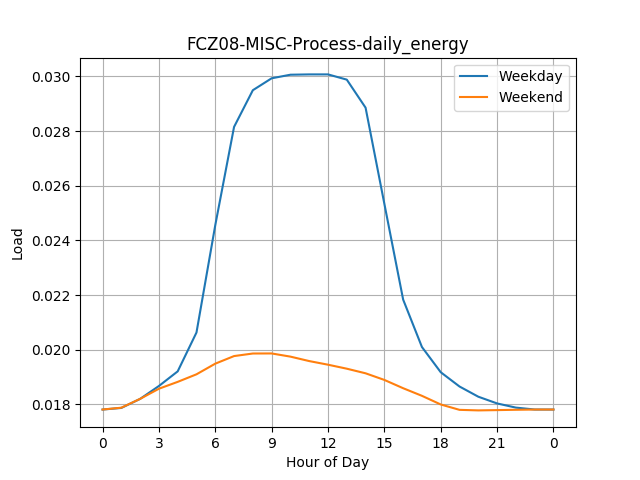 FCZ08-MISC-Process-daily_energy
Weekday
Weekend
Load
0.030
0.028
0.026
0.024
0.022
0.020
0.018
0 3 6 9 12 15 18 21 0
Hour of Day